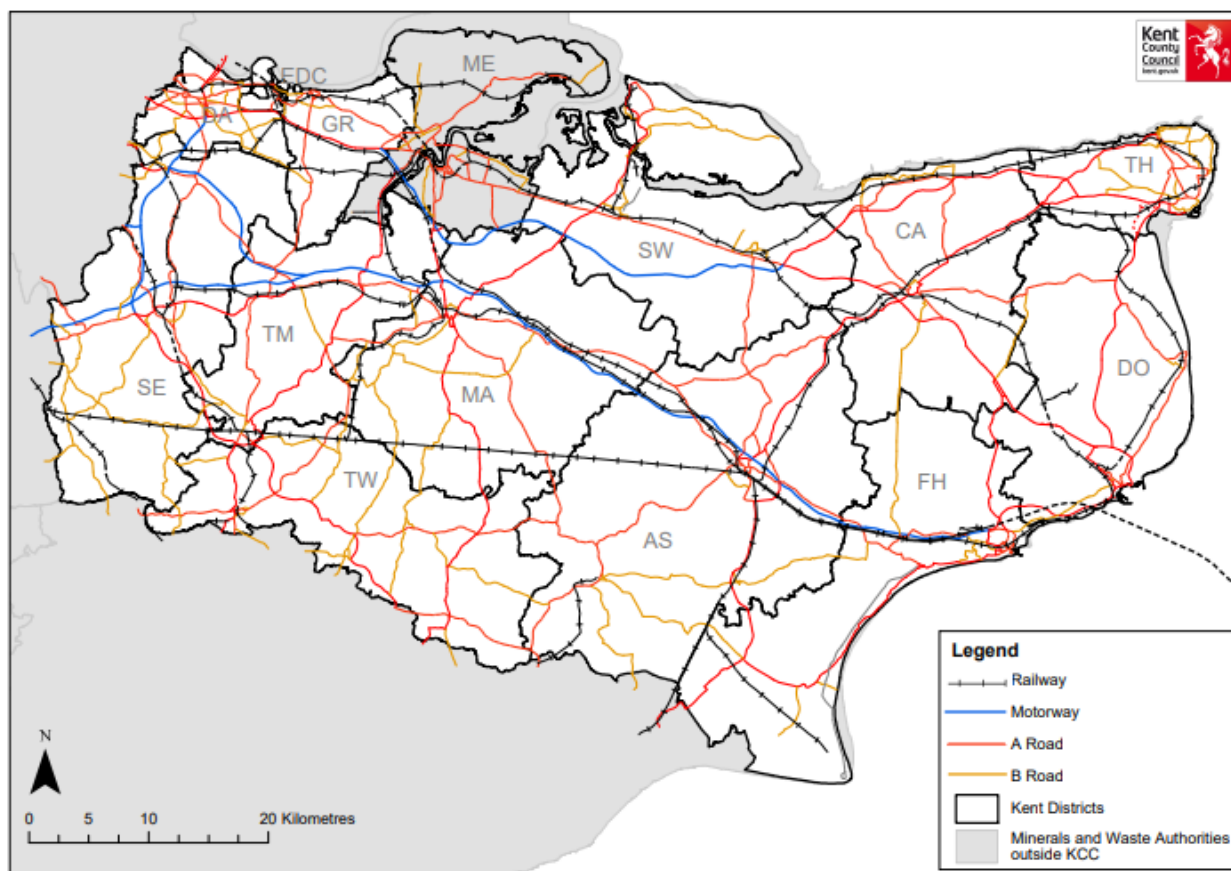 Kent
County
Council
kent.gov.uk
ME
EDC
DA
GR
TH
CA
SW
TM
SE
MA
DO
TW
FH
AS
Legend
Railway
Motorway
A Road
B Road
Kent Districts
Minerals and Waste Authorities
outside KCC
N
0 5 10 20 Kilometres